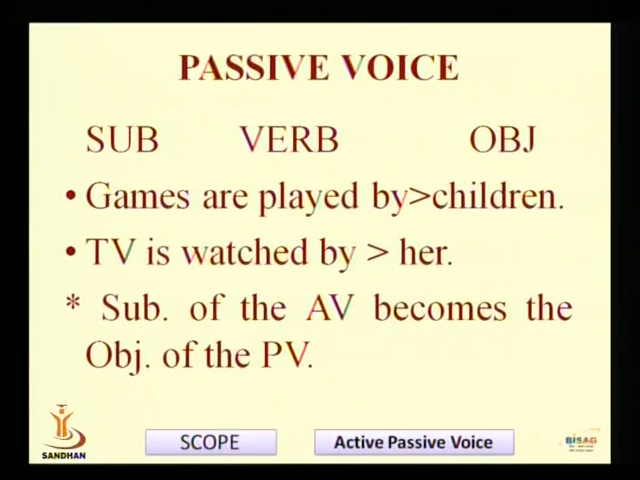 PASSIVE VOICE
SUB VERB OBJ
• Games are played by>children.
• TV is watched by > her.
* Sub. of the AV becomes the
Obj. of the PV.
SANDHAN
SCOPE
Active Passive Voice
BISAG